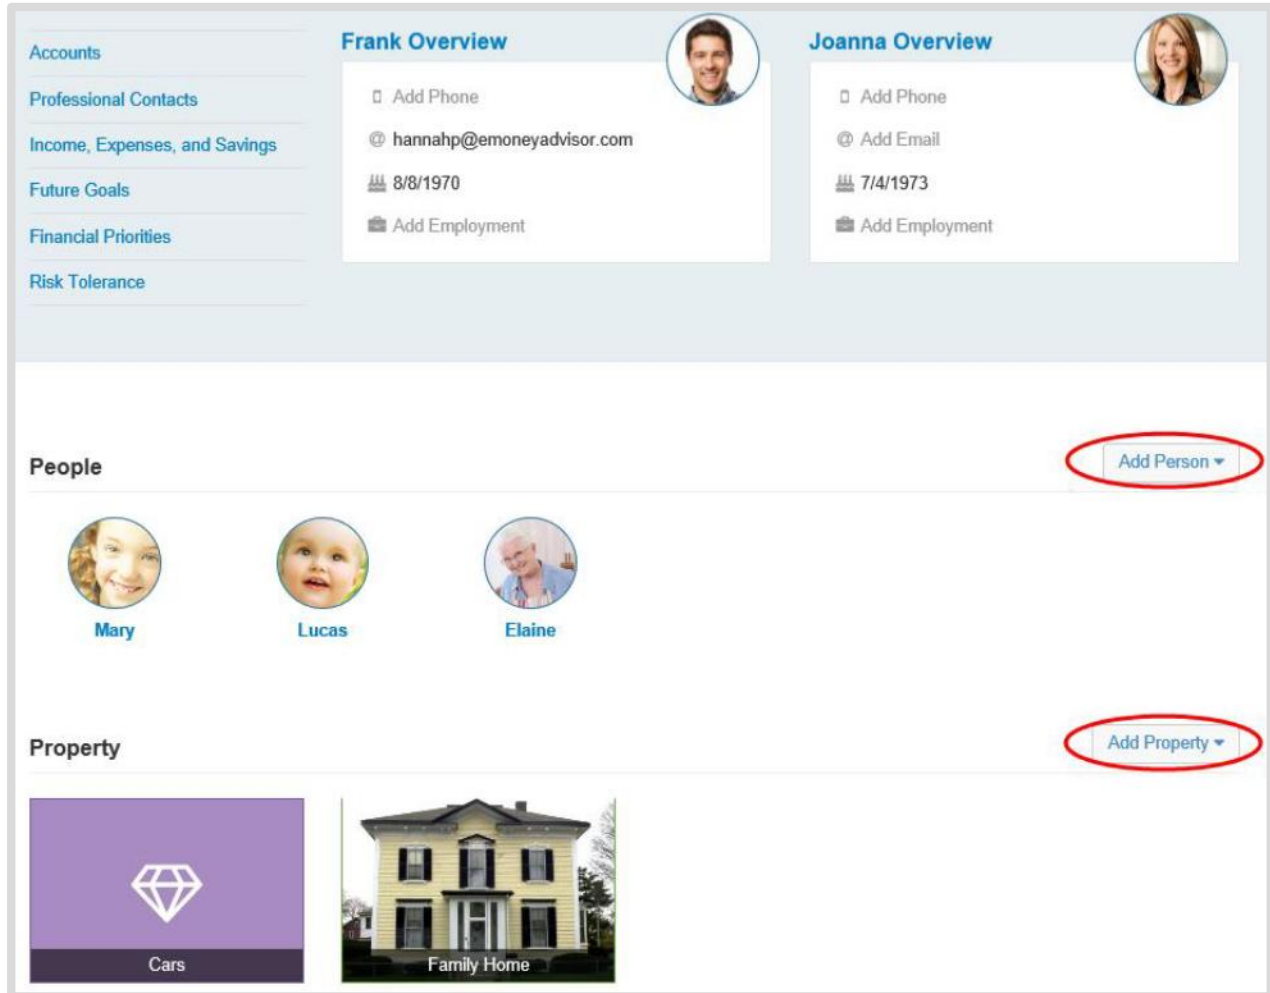 Accounts
Professional Contacts
Income, Expenses, and Savings
Future Goals
Financial Priorities
Risk Tolerance
Frank Overview
Add Phone
@ hannahp@emoneyadvisor.com
8/8/1970
Add Employment
Joanna Overview
Add Phone
@ Add Email
7/4/1973
Add Employment
People
Add Person
Mary
Lucas
Elaine
Property
Add Property
Cars
Family Home